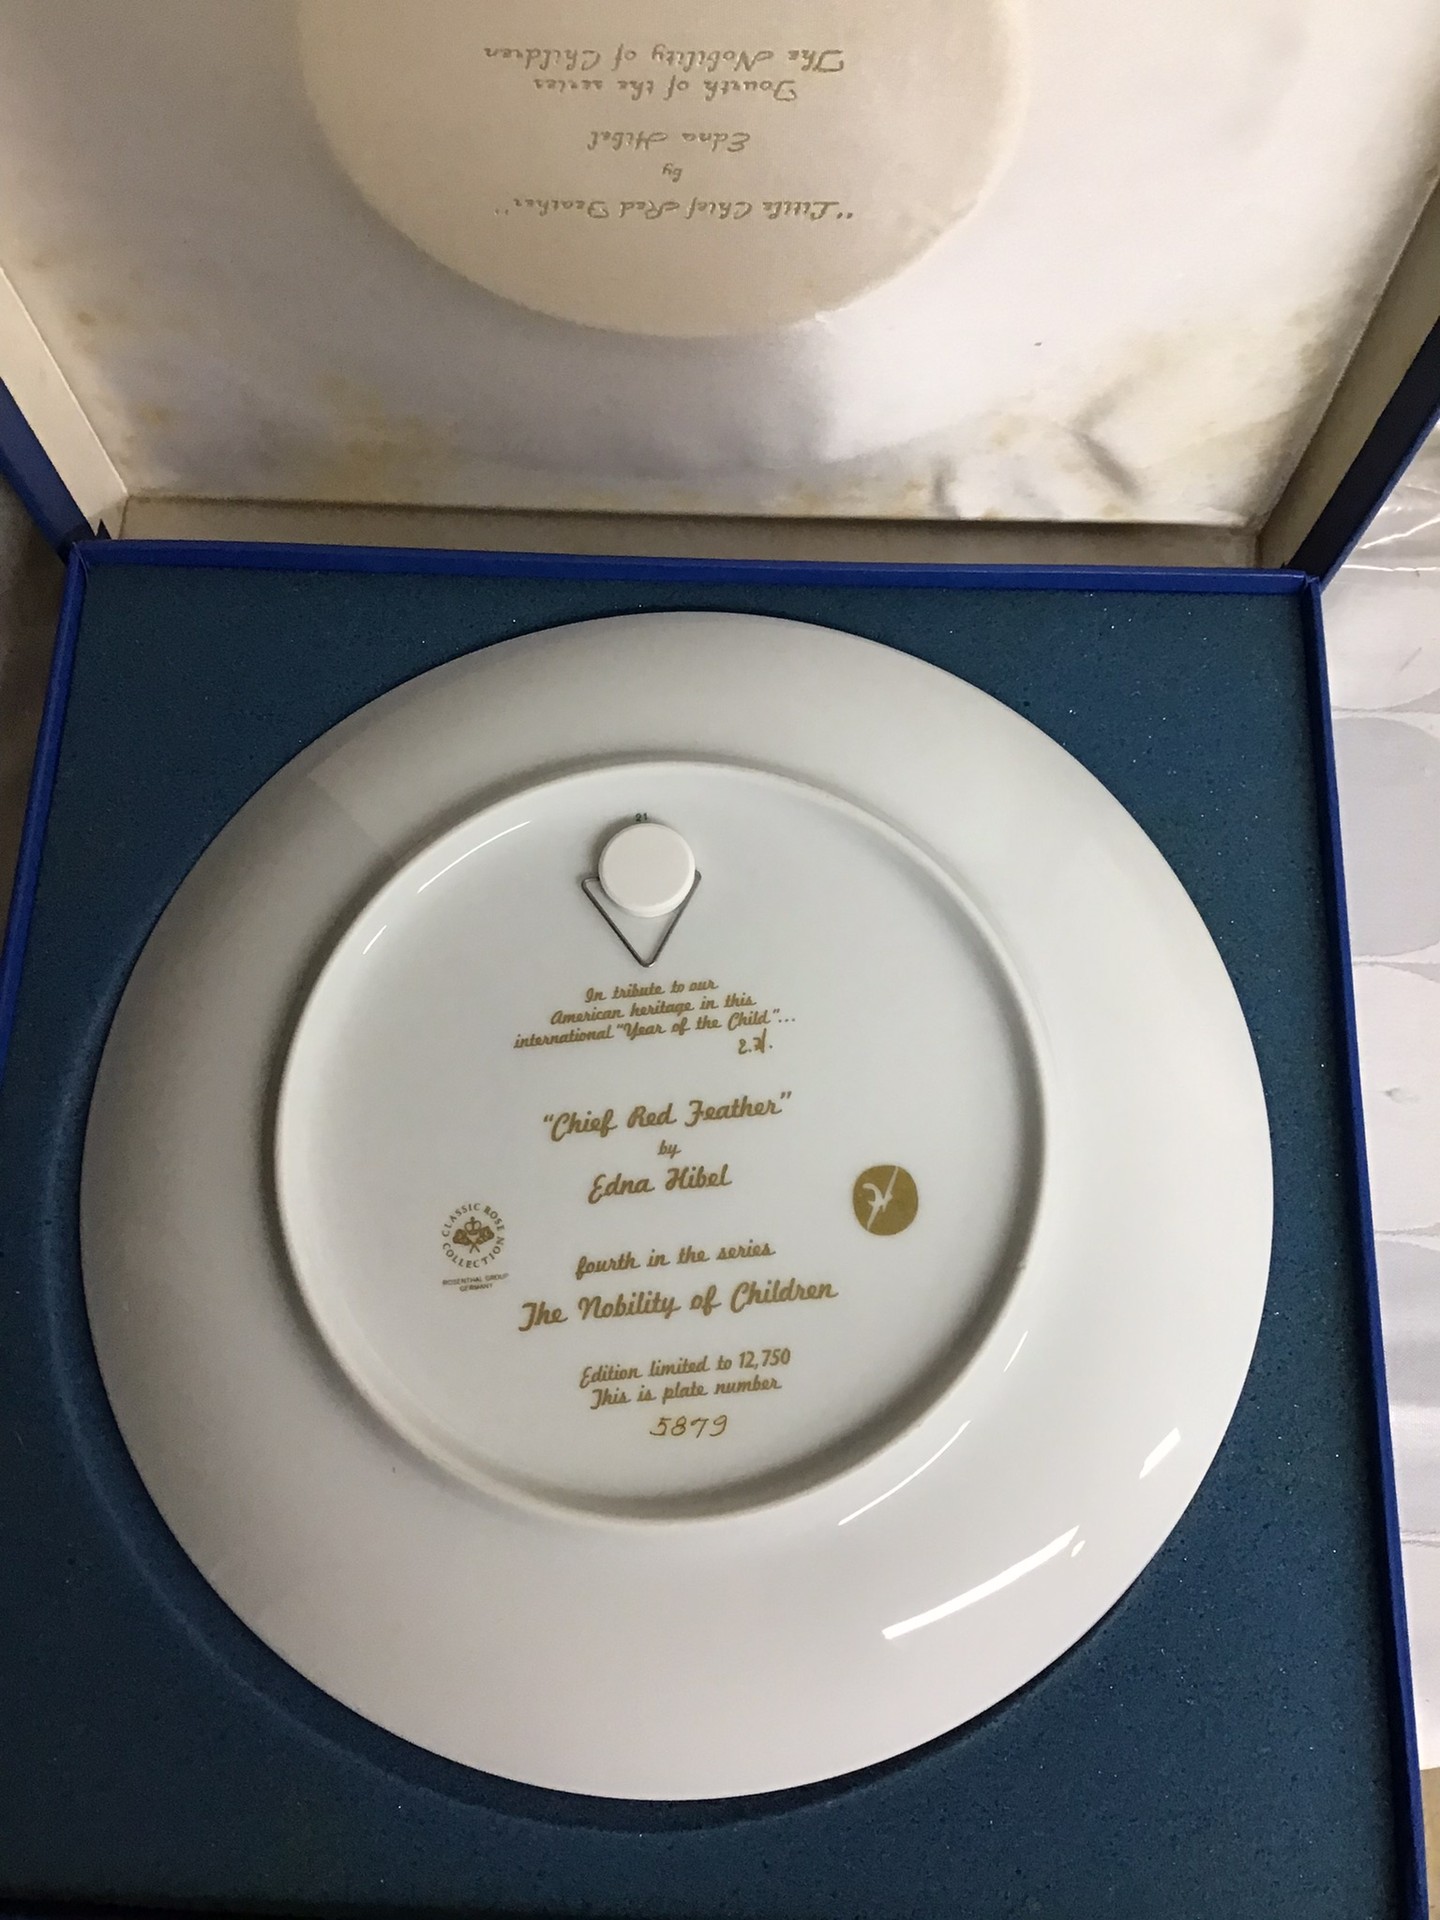 The Nobility of Children
Fourth of the series
Edna Hibel
by
"Little Chief Red Feather"
21
In tribute to our
American heritage in this
international "Year of the Child"...
"Chief Red Feather"
by
Edna Hibel
CLASSIC ROSE
COLLECTION
ROSENTHAL GROUP
GERMANY
fourth in the series
The Nobility of Children
Edition limited to 12,750
This is plate number
5879